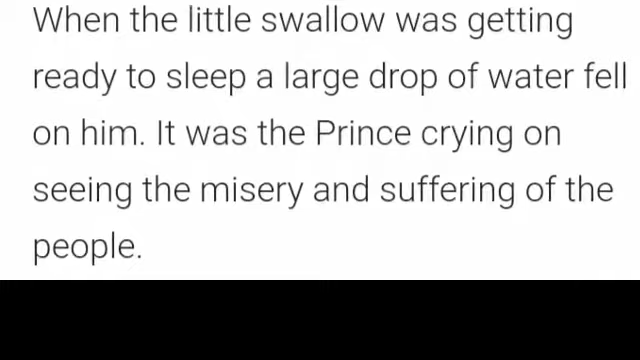 When the little swallow was getting
ready to sleep a large drop of water fell
on him. It was the Prince crying on
seeing the misery and suffering of the
people.